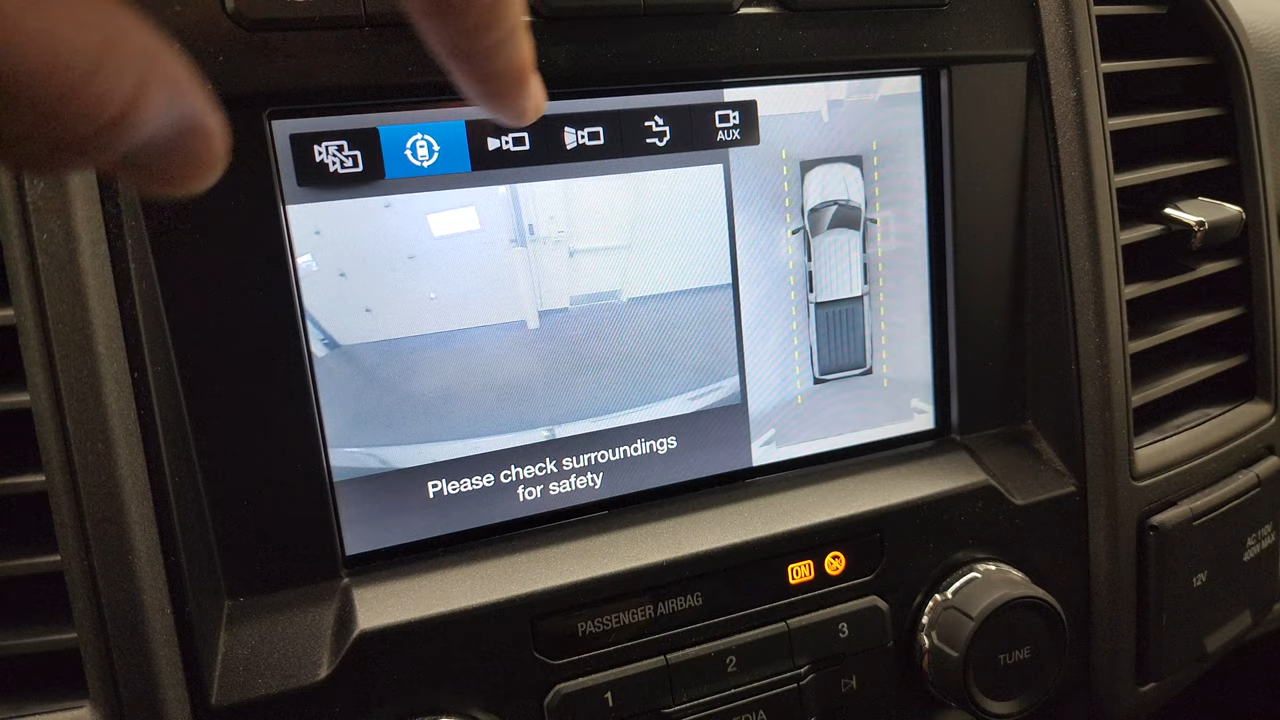 AUX
Please check surroundings
for safety
ON
PASSENGER AIRBAG
1
2
3
TUNE
12V
AC 110V
400W MAX